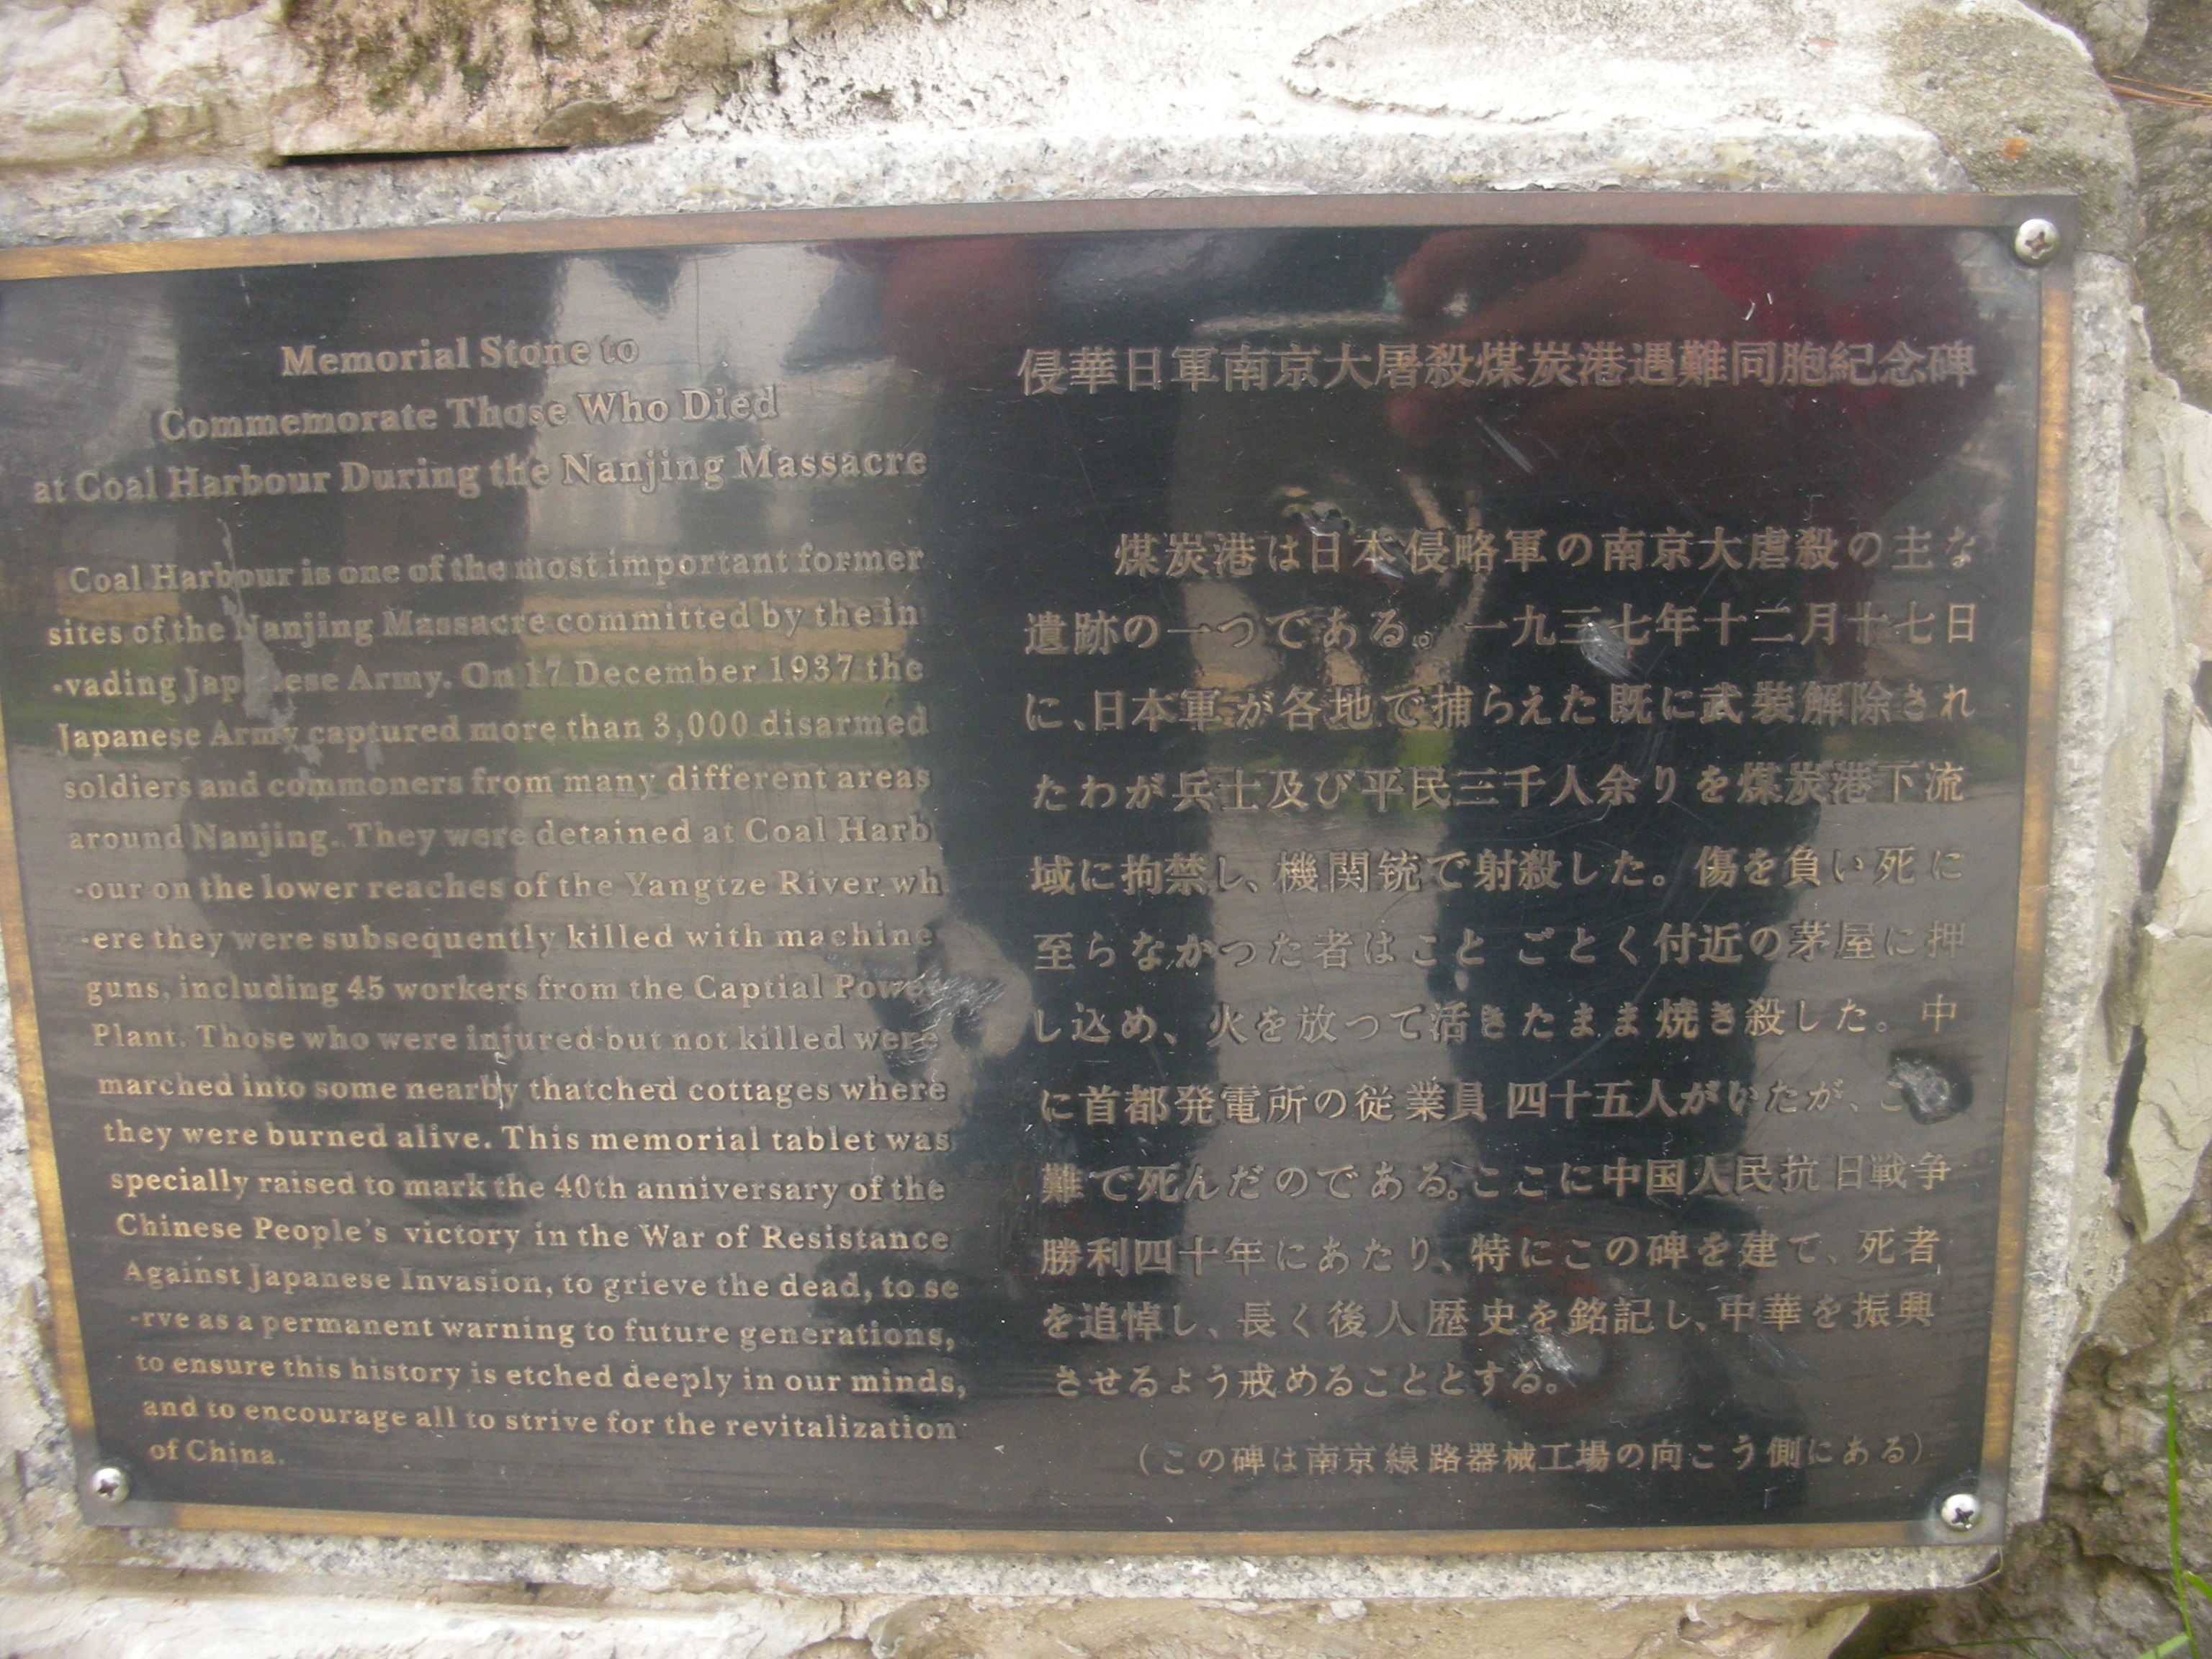 Memorial Stone to
Commemorate Those Who Died
at Coal Harbour During the Nanjing Massacre
Coal Harbour is one of the most important former
sites of the Nanjing Massacre committed by the in
-vading Japanese Army. On 17 December 1937 the
Japanese Army captured more than 3,000 disarmed
soldiers and commoners from many different areas
around Nanjing. They were detained at Coal Harb
-our on the lower reaches of the Yangtze River wh
-ere they were subsequently killed with machine
guns, including 45 workers from the Captial Power
Plant. Those who were injured but not killed were
marched into some nearby thatched cottages where
they were burned alive. This memorial tablet was
specially raised to mark the 40th anniversary of the
Chinese People's victory in the War of Resistance
Against Japanese Invasion, to grieve the dead, to se
-rve as a permanent warning to future generations,
to ensure this history is etched deeply in our minds,
and to encourage all to strive for the revitalization
of China.
侵華日軍南京大屠殺煤炭港遇難同胞紀念碑
煤炭港は日本侵略軍の南京大虐殺の主な
遺跡の一つである。一九三七年十二月十七日
に、日本軍が各地で捕らえた既に武装解除され
たわが兵士及び平民三千人余りを煤炭港下流
域に拘禁し、機関铳で射殺した。傷を負い死に
至らなかつた者はことごとく付近の茅屋に押
し込め、火を放って活きたまま焼き殺した。中
に首都発電所の従業員四十五人がいたが、こ
難で死んだのである。ここに中国人民抗日戦争
勝利四十年にあたり、特にこの碑を建て、死者
を追悼し、長く後人歴史を銘記し、中華を振興
させるよう戒めることとする。
（この碑は南京線路器械工場の向こう側にある）